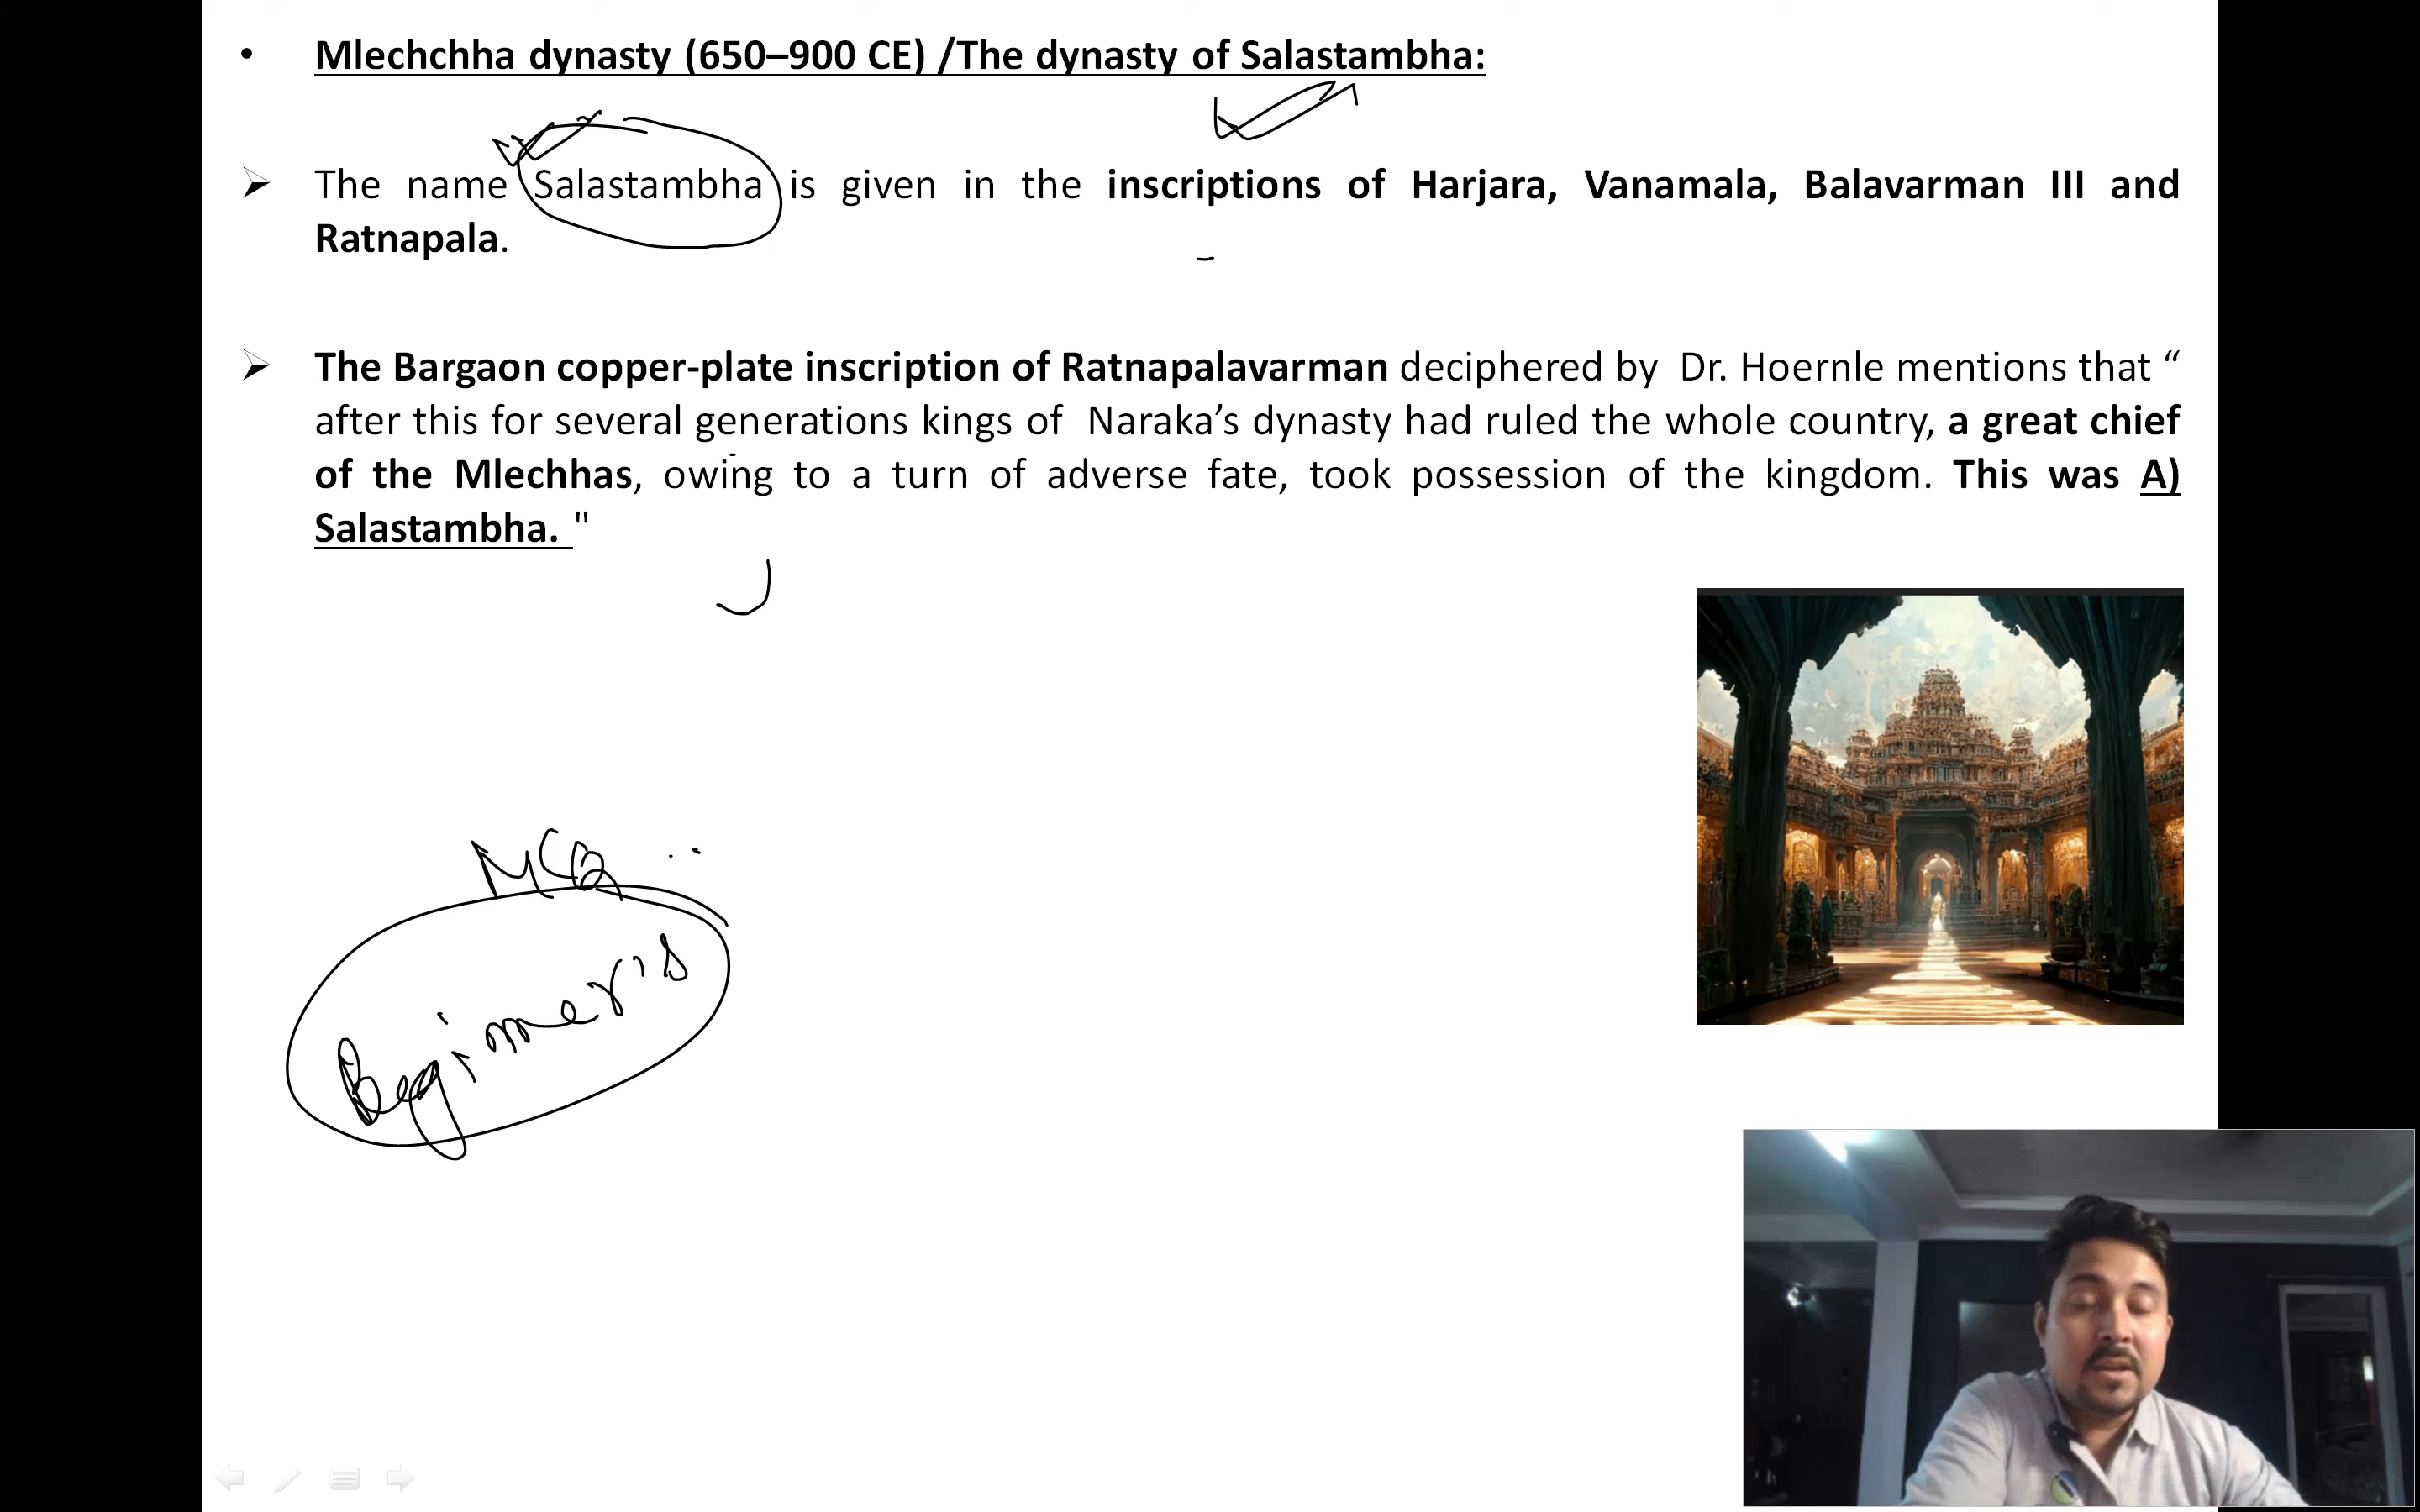 • Mlechchha dynasty (650–900 CE) /The dynasty of Salastambha:
➢ The name Salastambha is given in the inscriptions of Harjara, Vanamala, Balavarman III and
Ratnapala.
➢ The Bargaon copper-plate inscription of Ratnapalavarman deciphered by Dr. Hoernle mentions that “
after this for several generations kings of Naraka’s dynasty had ruled the whole country, a great chief
of the Mlechhas, owing to a turn of adverse fate, took possession of the kingdom. This was A)
Salastambha. "
MCQ
Beginner's